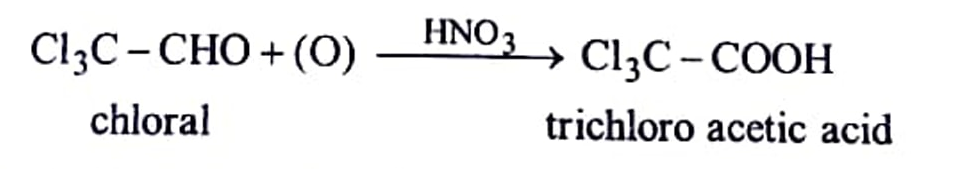 Cl₃C – CHO + (O) —HNO₃→ Cl₃C – COOH
chloral trichloro acetic acid